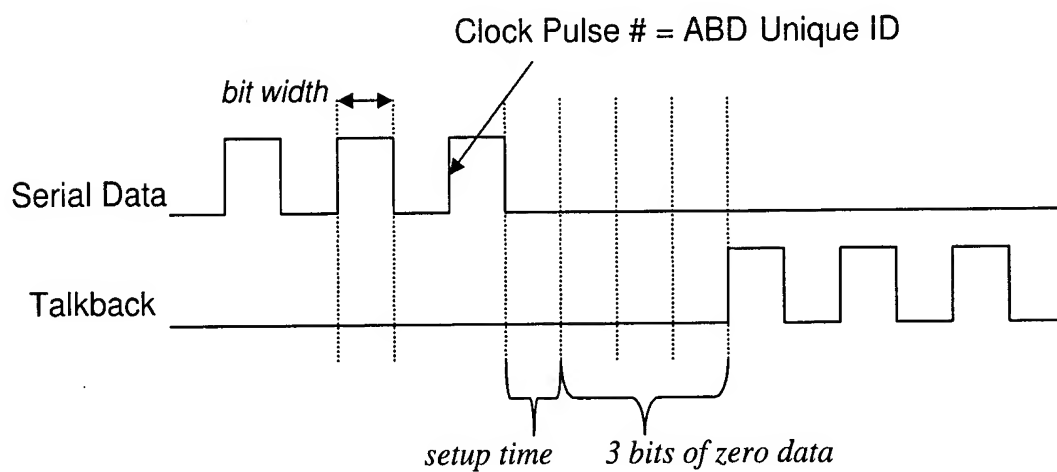 Clock Pulse # = ABD Unique ID
bit width
Serial Data
Talkback
setup time
3 bits of zero data